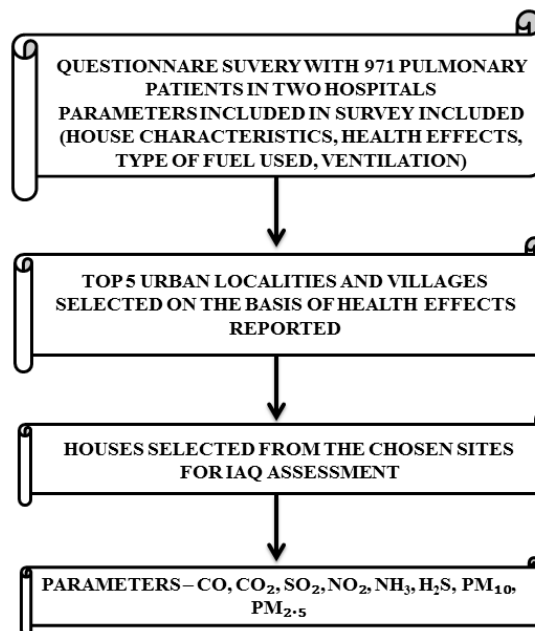 QUESTIONNARE SUVERY WITH 971 PULMONARY
PATIENTS IN TWO HOSPITALS
PARAMETERS INCLUDED IN SURVEY INCLUDED
(HOUSE CHARACTERISTICS, HEALTH EFFECTS,
TYPE OF FUEL USED, VENTILATION)
TOP 5 URBAN LOCALITIES AND VILLAGES
SELECTED ON THE BASIS OF HEALTH EFFECTS
REPORTED
HOUSES SELECTED FROM THE CHOSEN SITES
FOR IAQ ASSESSMENT
PARAMETERS – CO, CO₂, SO₂, NO₂, NH₃, H₂S, PM₁₀,
PM₂.₅